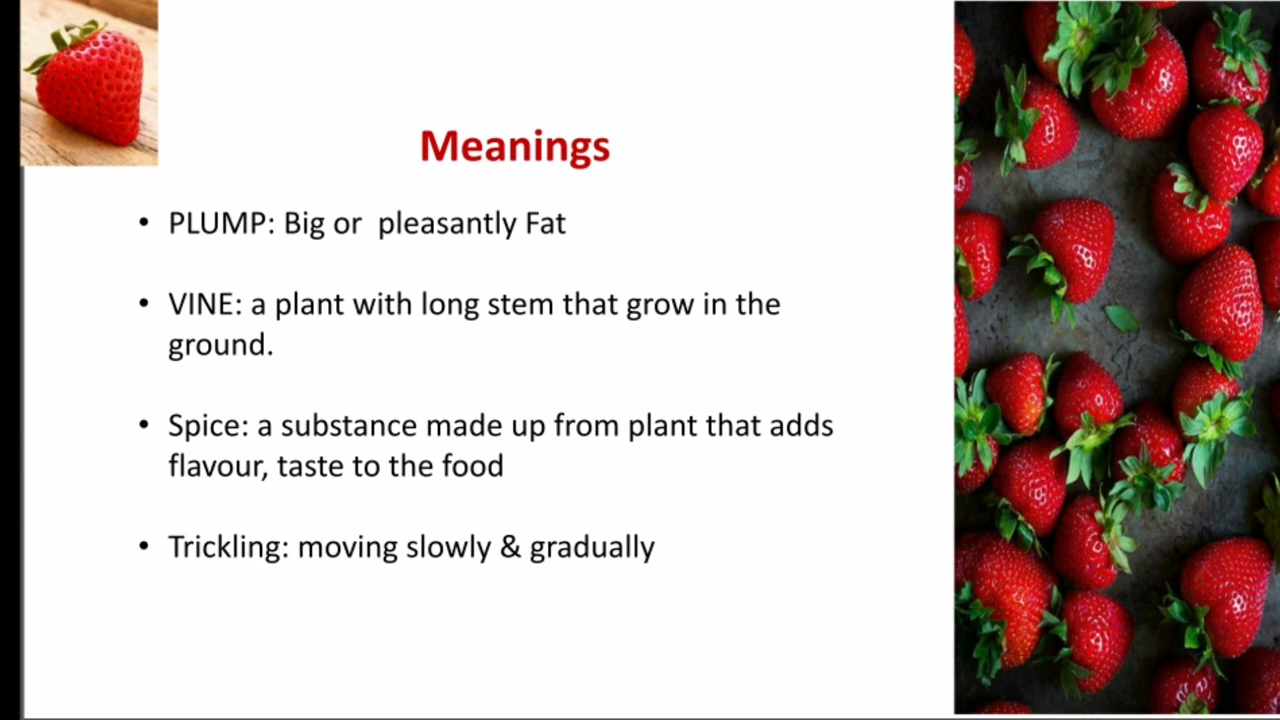 Meanings
• PLUMP: Big or  pleasantly Fat
• VINE: a plant with long stem that grow in the
ground.
• Spice: a substance made up from plant that adds
flavour, taste to the food
• Trickling: moving slowly & gradually